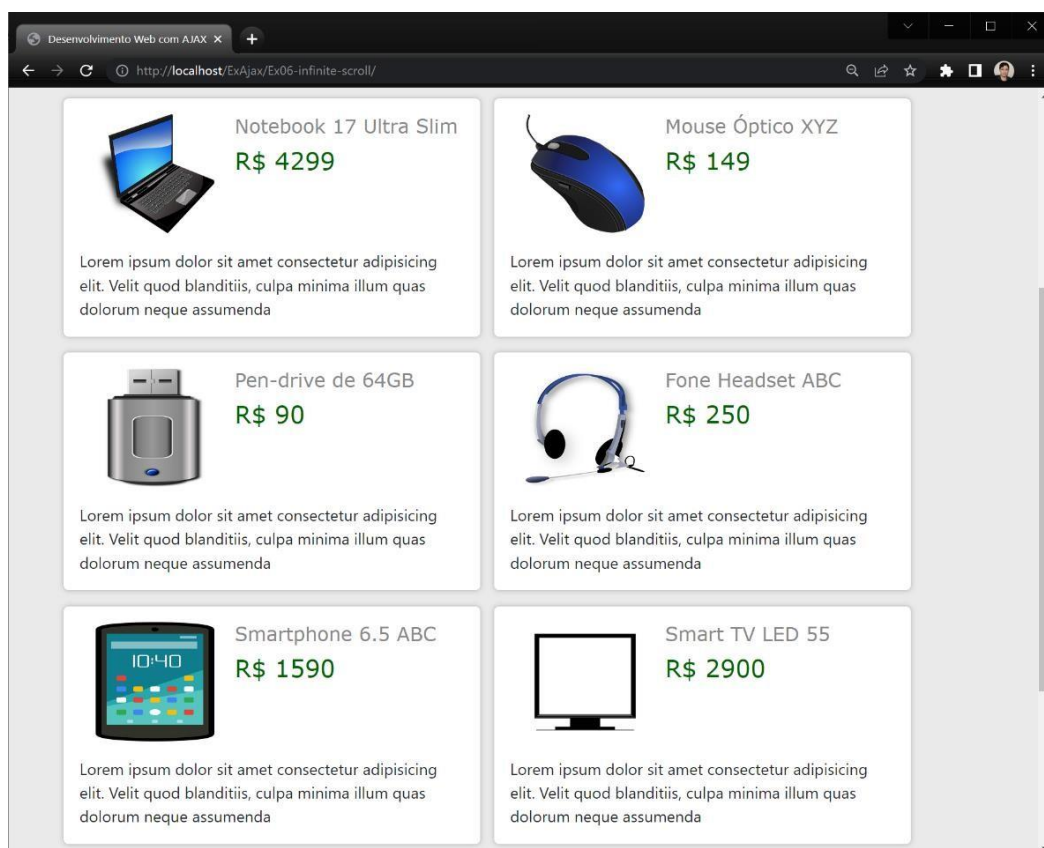 Desenvolvimento Web com AJAX
http://localhost/ExAjax/Ex06-infinite-scroll/
Notebook 17 Ultra Slim
R$ 4299
Lorem ipsum dolor sit amet consectetur adipisicing
elit. Velit quod blanditiis, culpa minima illum quas
dolorum neque assumenda
Mouse Óptico XYZ
R$ 149
Lorem ipsum dolor sit amet consectetur adipisicing
elit. Velit quod blanditiis, culpa minima illum quas
dolorum neque assumenda
Pen-drive de 64GB
R$ 90
Lorem ipsum dolor sit amet consectetur adipisicing
elit. Velit quod blanditiis, culpa minima illum quas
dolorum neque assumenda
Fone Headset ABC
R$ 250
Lorem ipsum dolor sit amet consectetur adipisicing
elit. Velit quod blanditiis, culpa minima illum quas
dolorum neque assumenda
10:40
Smartphone 6.5 ABC
R$ 1590
Lorem ipsum dolor sit amet consectetur adipisicing
elit. Velit quod blanditiis, culpa minima illum quas
dolorum neque assumenda
Smart TV LED 55
R$ 2900
Lorem ipsum dolor sit amet consectetur adipisicing
elit. Velit quod blanditiis, culpa minima illum quas
dolorum neque assumenda